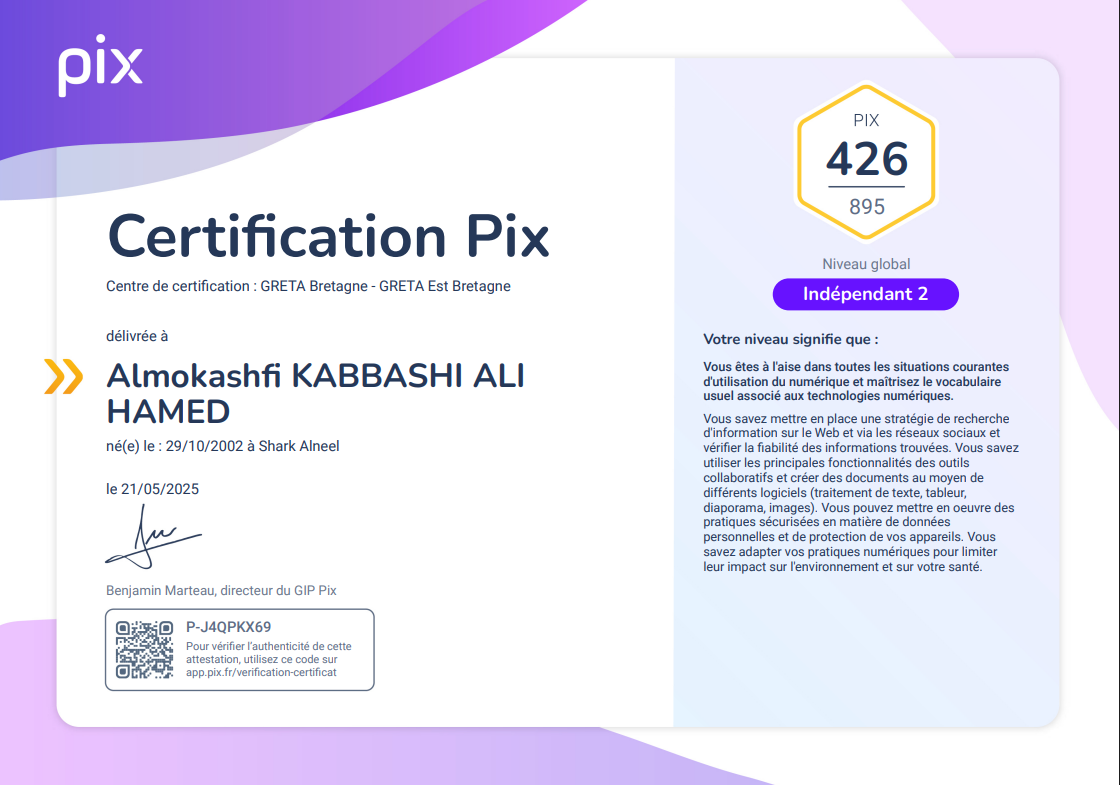 pix
Certification Pix
Centre de certification : GRETA Bretagne - GRETA Est Bretagne
délivrée à
Almokashfi KABBASHI ALI
HAMED
né(e) le : 29/10/2002 à Shark Alneel
le 21/05/2025
Benjamin Marteau, directeur du GIP Pix
P-J4QPKX69
Pour vérifier l'authenticité de cette
attestation, utilisez ce code sur
app.pix.fr/verification-certificat
PIX
426
895
Niveau global
Indépendant 2
Votre niveau signifie que :
Vous êtes à l'aise dans toutes les situations courantes
d'utilisation du numérique et maîtrisez le vocabulaire
usuel associé aux technologies numériques.
Vous savez mettre en place une stratégie de recherche
d'information sur le Web et via les réseaux sociaux et
vérifier la fiabilité des informations trouvées. Vous savez
utiliser les principales fonctionnalités des outils
collaboratifs et créer des documents au moyen de
différents logiciels (traitement de texte, tableur,
diaporama, images). Vous pouvez mettre en oeuvre des
pratiques sécurisées en matière de données
personnelles et de protection de vos appareils. Vous
savez adapter vos pratiques numériques pour limiter
leur impact sur l'environnement et sur votre santé.